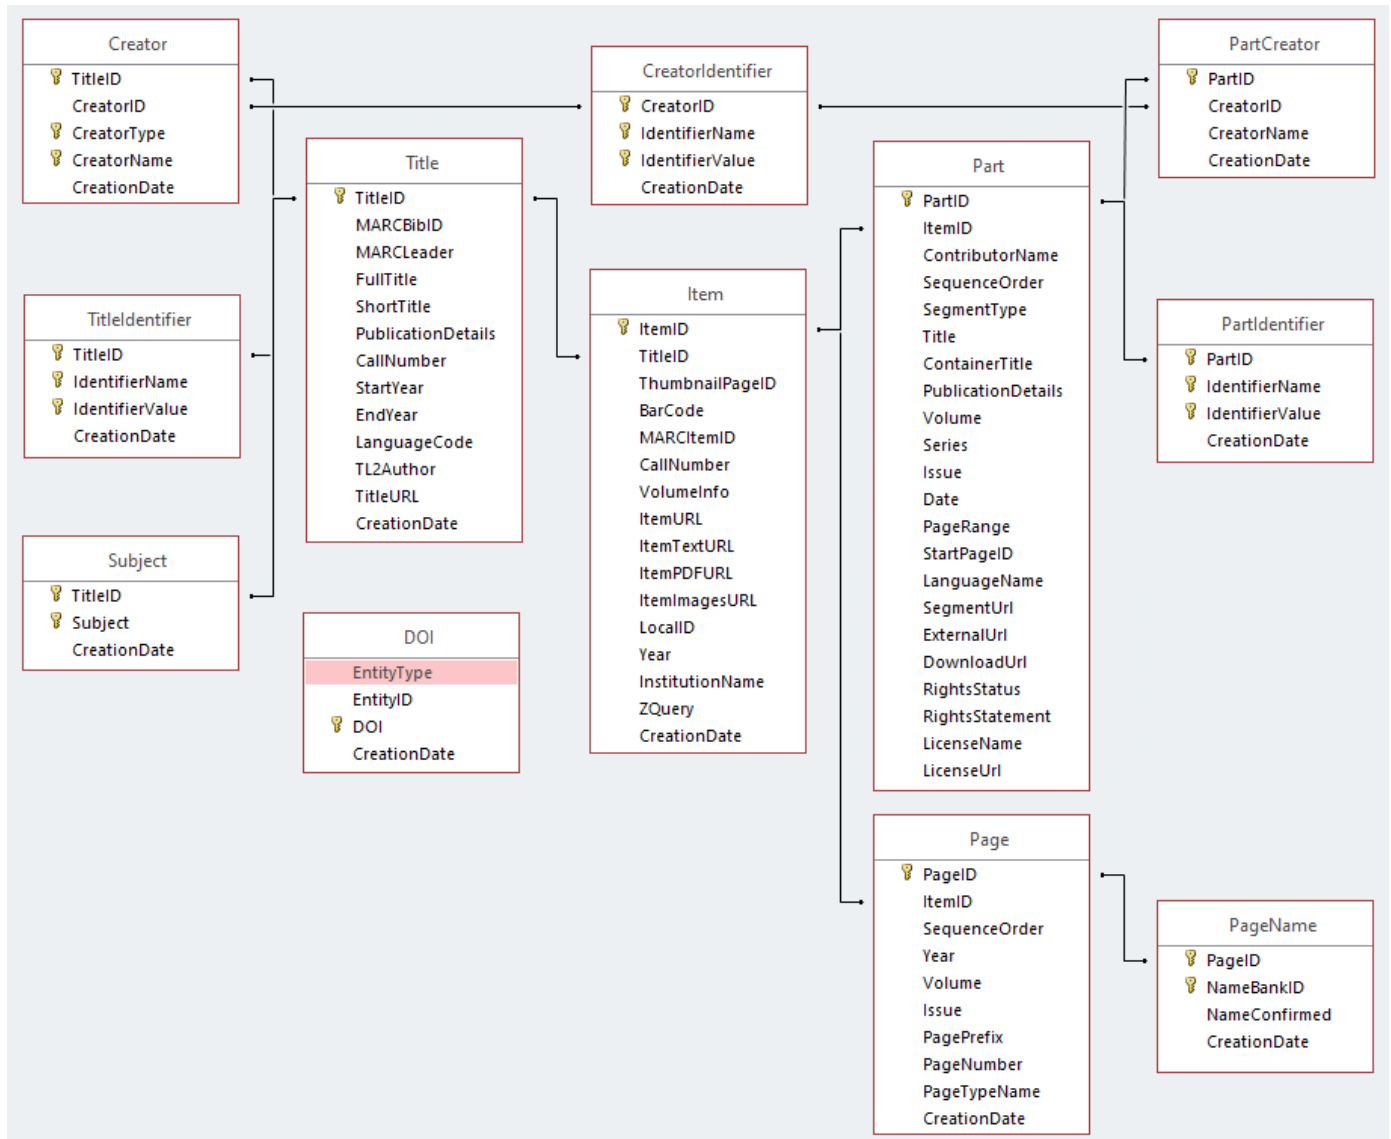 Creator
TitleID
CreatorID
CreatorType
CreatorName
CreationDate
TitleIdentifier
TitleID
IdentifierName
IdentifierValue
CreationDate
Subject
TitleID
Subject
CreationDate
Title
TitleID
MARCBibID
MARCLeader
FullTitle
ShortTitle
PublicationDetails
CallNumber
StartYear
EndYear
LanguageCode
TL2Author
TitleURL
CreationDate
DOI
EntityType
EntityID
DOI
CreationDate
CreatorIdentifier
CreatorID
IdentifierName
IdentifierValue
CreationDate
Item
ItemID
TitleID
ThumbnailPageID
BarCode
MARCItemID
CallNumber
VolumeInfo
ItemURL
ItemTextURL
ItemPDFURL
ItemImagesURL
LocalID
Year
InstitutionName
ZQuery
CreationDate
Part
PartID
ItemID
ContributorName
SequenceOrder
SegmentType
Title
ContainerTitle
PublicationDetails
Volume
Series
Issue
Date
PageRange
StartPageID
LanguageName
SegmentUrl
ExternalUrl
DownloadUrl
RightsStatus
RightsStatement
LicenseName
LicenseUrl
Page
PageID
ItemID
SequenceOrder
Year
Volume
Issue
PagePrefix
PageNumber
PageTypeName
CreationDate
PartCreator
PartID
CreatorID
CreatorName
CreationDate
PartIdentifier
PartID
IdentifierName
IdentifierValue
CreationDate
PageName
PageID
NameBankID
NameConfirmed
CreationDate